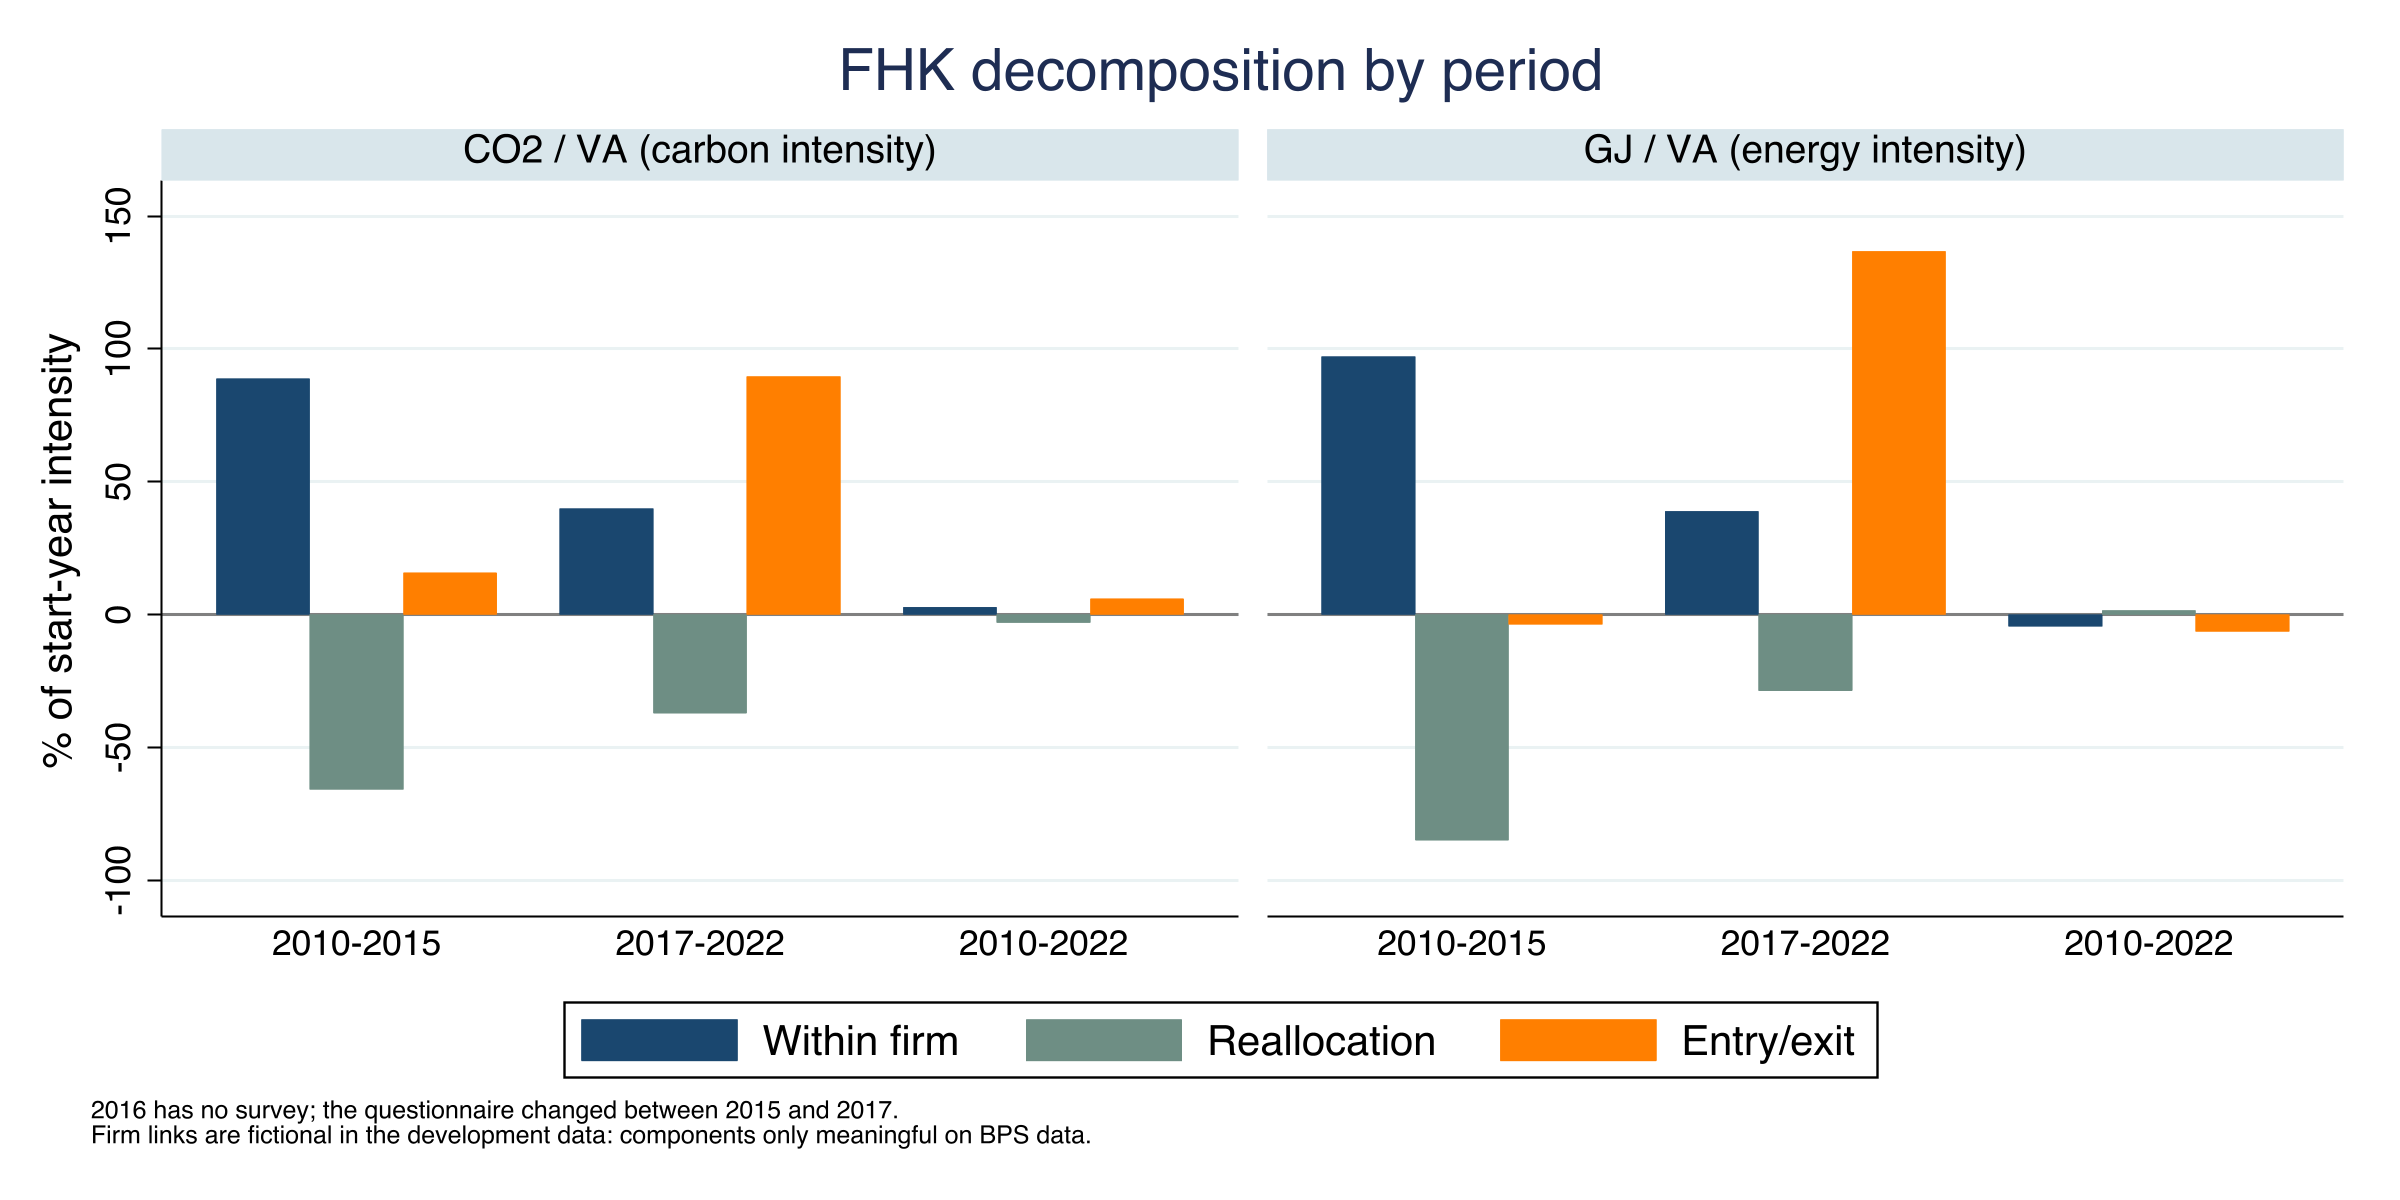 FHK decomposition by period
CO2 / VA (carbon intensity)
GJ / VA (energy intensity)
% of start-year intensity
150
100
50
0
-50
-100
2010-2015
2017-2022
2010-2022
2010-2015
2017-2022
2010-2022
Within firm
Reallocation
Entry/exit
2016 has no survey; the questionnaire changed between 2015 and 2017.
Firm links are fictional in the development data: components only meaningful on BPS data.